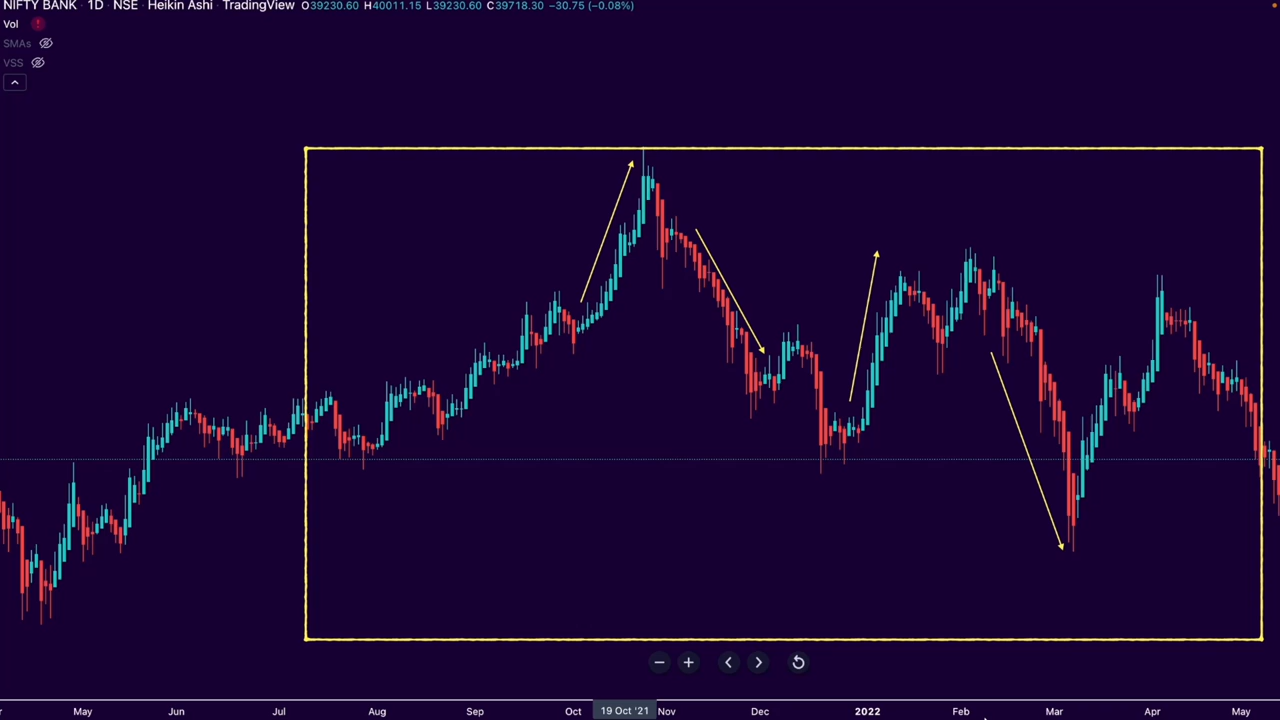 NIFTY BANK · 1D · NSE · Heikin Ashi · TradingView O39230.60 H40011.15 L39230.60 C39718.30 −30.75 (−0.08%)
Vol
SMAs
VSS
May Jun Jul Aug Sep Oct 19 Oct '21 Nov Dec 2022 Feb Mar Apr May